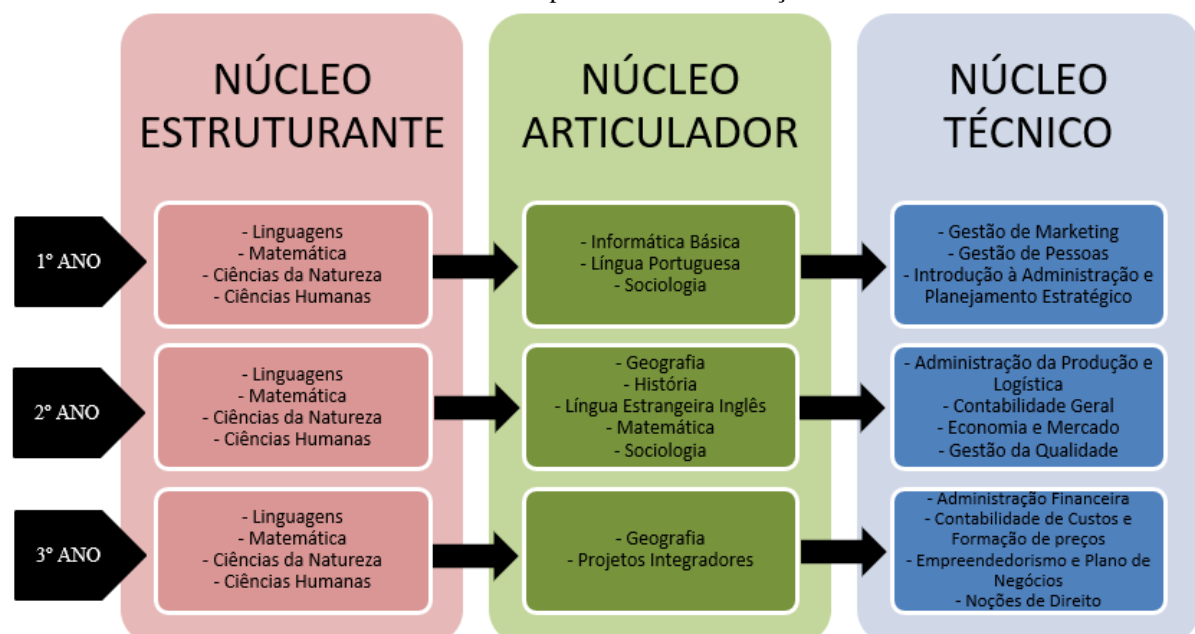 NÚCLEO
ESTRUTURANTE
NÚCLEO
ARTICULADOR
NÚCLEO
TÉCNICO
1º ANO
- Linguagens
- Matemática
- Ciências da Natureza
- Ciências Humanas
- Informática Básica
- Língua Portuguesa
- Sociologia
- Gestão de Marketing
- Gestão de Pessoas
- Introdução à Administração e
Planejamento Estratégico
2º ANO
- Linguagens
- Matemática
- Ciências da Natureza
- Ciências Humanas
- Geografia
- História
- Língua Estrangeira Inglês
- Matemática
- Sociologia
- Administração da Produção e
Logística
- Contabilidade Geral
- Economia e Mercado
- Gestão da Qualidade
3º ANO
- Linguagens
- Matemática
- Ciências da Natureza
- Ciências Humanas
- Geografia
- Projetos Integradores
- Administração Financeira
- Contabilidade de Custos e
Formação de preços
- Empreendedorismo e Plano de
Negócios
- Noções de Direito